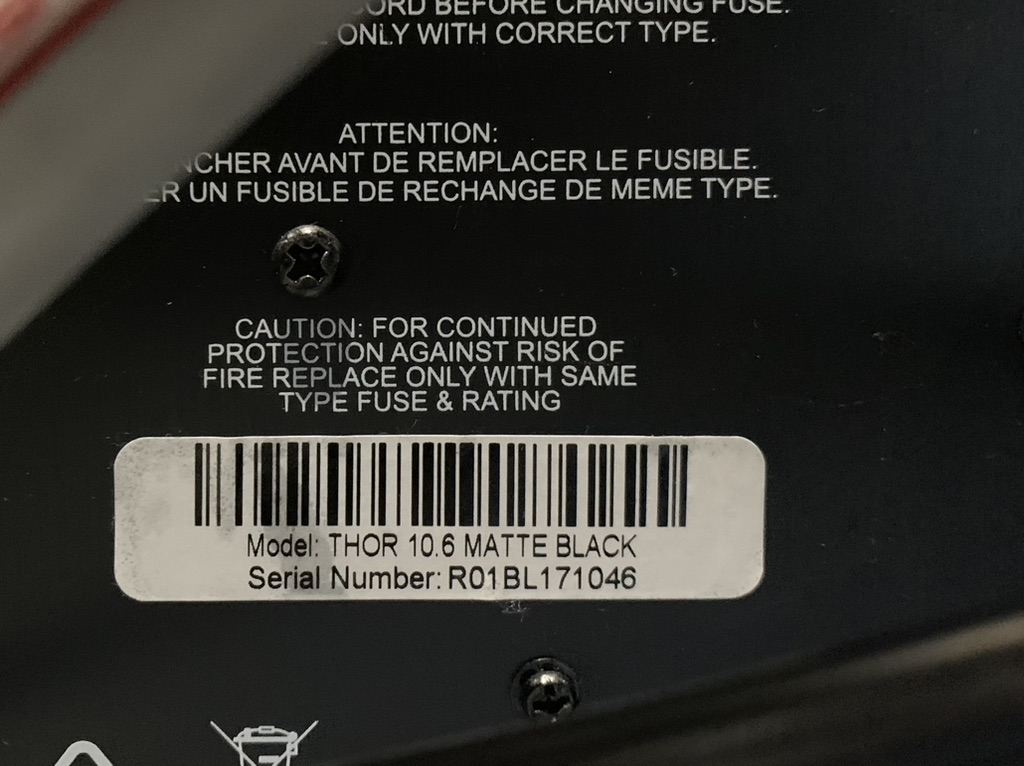 CORD BEFORE CHANGING FUSE.
ONLY WITH CORRECT TYPE.
ATTENTION:
AVANT DE REMPLACER LE FUSIBLE.
UN FUSIBLE DE RECHANGE DE MEME TYPE.
CAUTION: FOR CONTINUED
PROTECTION AGAINST RISK OF
FIRE REPLACE ONLY WITH SAME
TYPE FUSE & RATING
Model: THOR 10.6 MATTE BLACK
Serial Number: R01BL171046